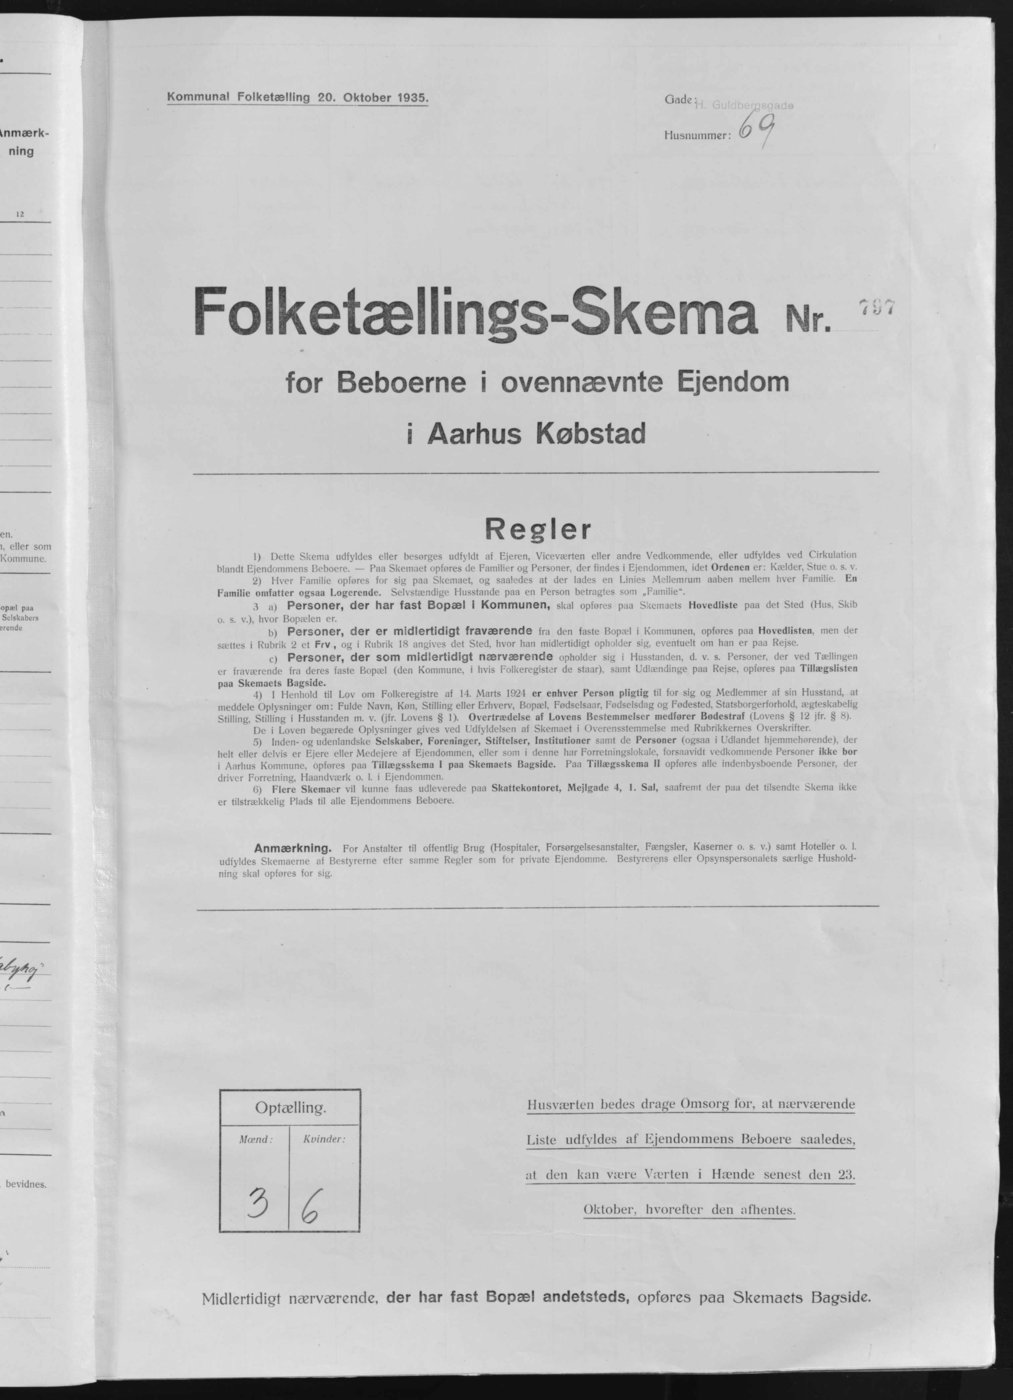 Anmærk-
ning
12
en.
, eller som
Kommune.
opæl paa
Selskabers
erende
bevidnes.
Kommunal Folketælling 20. Oktober 1935.
Gade: H. Guldbergsgade
Husnummer: 69
Folketællings-Skema Nr. 797
for Beboerne i ovennævnte Ejendom
i Aarhus Købstad
Regler
1) Dette Skema udfyldes eller besørges udfyldt af Ejeren, Viceværten eller andre Vedkommende, eller udfyldes ved Cirkulation
blandt Ejendommens Beboere. — Paa Skemaet opføres de Familier og Personer, der findes i Ejendommen, idet Ordenen er: Kælder, Stue o. s. v.
2) Hver Familie opføres for sig paa Skemaet, og saaledes at der lades en Linies Mellemrum aaben mellem hver Familie. En
Familie omfatter ogsaa Logerende. Selvstændige Husstande paa en Person betragtes som „Familie“.
3 a) Personer, der har fast Bopæl i Kommunen, skal opføres paa Skemaets Hovedliste paa det Sted (Hus, Skib
o. s. v.), hvor Bopælen er.
b) Personer, der er midlertidigt fraværende fra den faste Bopæl i Kommunen, opføres paa Hovedlisten, men der
sættes i Rubrik 2 et Frv., og i Rubrik 18 angives det Sted, hvor han midlertidigt opholder sig, eventuelt om han er paa Rejse.
c) Personer, der som midlertidigt nærværende opholder sig i Husstanden, d. v. s. Personer, der ved Tællingen
er fraværende fra deres faste Bopæl (den Kommune, i hvis Folkeregister de staar), samt Udlændinge paa Rejse, opføres paa Tillægslisten
paa Skemaets Bagside.
4) I Henhold til Lov om Folkeregistre af 14. Marts 1924 er enhver Person pligtig til for sig og Medlemmer af sin Husstand, at
meddele Oplysninger om: Fulde Navn, Køn, Stilling eller Erhverv, Bopæl, Fødselsaar, Fødselsdag og Fødested, Statsborgerforhold, ægteskabelig
Stilling, Stilling i Husstanden m. v. (jfr. Lovens § 1). Overtrædelse af Lovens Bestemmelser medfører Bødestraf (Lovens § 12 jfr. § 8).
De i Loven begærede Oplysninger gives ved Udfyldelsen af Skemaet i Overensstemmelse med Rubrikkernes Overskrifter.
5) Inden- og udenlandske Selskaber, Foreninger, Stiftelser, Institutioner samt de Personer (ogsaa i Udlandet hjemmehørende), der
helt eller delvis er Ejere eller Medejere af Ejendommen, eller som i denne har Forretningslokale, forsaavidt vedkommende Personer ikke bor
i Aarhus Kommune, opføres paa Tillægsskema I paa Skemaets Bagside. Paa Tillægsskema II opføres alle indenbysboende Personer, der
driver Forretning, Haandværk o. l. i Ejendommen.
6) Flere Skemaer vil kunne faas udleverede paa Skattekontoret, Mejlgade 4, 1. Sal, saafremt der paa det tilsendte Skema ikke
er tilstrækkelig Plads til alle Ejendommens Beboere.
Anmærkning. For Anstalter til offentlig Brug (Hospitaler, Forsørgelsesanstalter, Fængsler, Kaserner o. s. v.) samt Hoteller o. l.
udfyldes Skemaerne af Bestyrerne efter samme Regler som for private Ejendomme. Bestyrerens eller Opsynspersonalets særlige Hushold-
ning skal opføres for sig.
Optælling.
Mænd: Kvinder:
3 6
Husværten bedes drage Omsorg for, at nærværende
Liste udfyldes af Ejendommens Beboere saaledes,
at den kan være Værten i Hænde senest den 23.
Oktober, hvorefter den afhentes.
Midlertidigt nærværende, der har fast Bopæl andetsteds, opføres paa Skemaets Bagside.